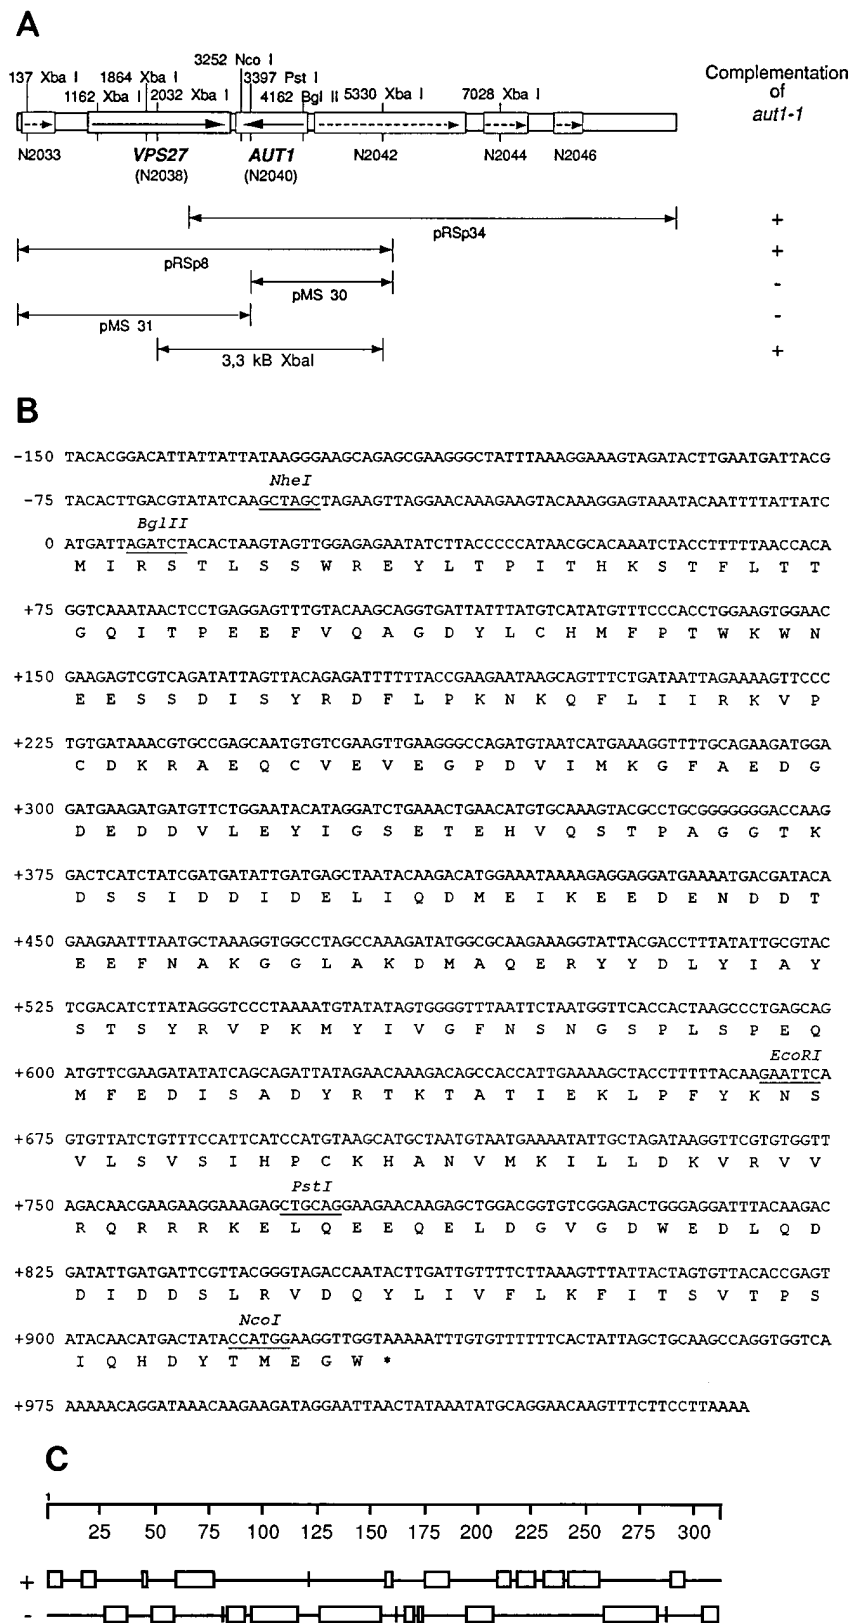 A
3252 Nco I
137 Xba I 1864 Xba I 3397 Pst I
1162 Xba I 2032 Xba I 4162 Bgl II 5330 Xba I 7028 Xba I
Complementation
of
aut1-1
N2033 VPS27 AUT1 N2042 N2044 N2046
(N2038) (N2040)
pRSp34 +
pRSp8 +
pMS 30 -
pMS 31 -
3,3 kB XbaI +
B
-150 TACACGGACATTATTATTATAAGGGAAGCAGAGCGAAGGGCTATTTAAAGGAAAGTAGATACTTGAATGATTACG
NheI
-75 TACACTTGACGTATATCAAGCTAGCTAGAAGTTAGGAACAAAGAAGTACAAAGGAGTAAATACAATTTTATTATC
BglII
0 ATGATTAGATCTACACTAAGTAGTTGGAGAGAATATCTTACCCCCATAACGCACAAATCTACCTTTTTAACCACA
M I R S T L S S W R E Y L T P I T H K S T F L T T
+75 GGTCAAATAACTCCTGAGGAGTTTGTACAAGCAGGTGATTATTTATGTCATATGTTTCCCACCTGGAAGTGGAAC
G Q I T P E E F V Q A G D Y L C H M F P T W K W N
+150 GAAGAGTCGTCAGATATTAGTTACAGAGATTTTTTACCGAAGAATAAGCAGTTTCTGATAATTAGAAAAGTTCCC
E E S S D I S Y R D F L P K N K Q F L I I R K V P
+225 TGTGATAAACGTGCCGAGCAATGTGTCGAAGTTGAAGGGCCAGATGTAATCATGAAAGGTTTTGCAGAAGATGGA
C D K R A E Q C V E V E G P D V I M K G F A E D G
+300 GATGAAGATGATGTTCTGGAATACATAGGATCTGAAACTGAACATGTGCAAAGTACGCCTGCGGGGGGGACCAAG
D E D D V L E Y I G S E T E H V Q S T P A G G T K
+375 GACTCATCTATCGATGATATTGATGAGCTAATACAAGACATGGAAATAAAAGAGGAGGATGAAAATGACGATACA
D S S I D D I D E L I Q D M E I K E E D E N D D T
+450 GAAGAATTTAATGCTAAAGGTGGCCTAGCCAAAGATATGGCGCAAGAAAGGTATTACGACCTTTATATTGCGTAC
E E F N A K G G L A K D M A Q E R Y Y D L Y I A Y
+525 TCGACATCTTATAGGGTCCCTAAAATGTATATAGTGGGGTTTAATTCTAATGGTTCACCACTAAGCCCTGAGCAG
S T S Y R V P K M Y I V G F N S N G S P L S P E Q
EcoRI
+600 ATGTTCGAAGATATATCAGCAGATTATAGAACAAAGACAGCCACCATTGAAAAGCTACCTTTTTACAAGAATTCA
M F E D I S A D Y R T K T A T I E K L P F Y K N S
+675 GTGTTATCTGTTTCCATTCATCCATGTAAGCATGCTAATGTAATGAAAATATTGCTAGATAAGGTTCGTGTGGTT
V L S V S I H P C K H A N V M K I L L D K V R V V
PstI
+750 AGACAACGAAGAAGGAAAGAGCTGCAGGAAGAACAAGAGCTGGACGGTGTCGGAGACTGGGAGGATTTACAAGAC
R Q R R R K E L Q E E Q E L D G V G D W E D L Q D
+825 GATATTGATGATTCGTTACGGGTAGACCAATACTTGATTGTTTTCTTAAAGTTTATTACTAGTGTTACACCGAGT
D I D D S L R V D Q Y L I V F L K F I T S V T P S
NcoI
+900 ATACAACATGACTATACCATGGAAGGTTGGTAAAAATTTGTGTTTTTTCACTATTAGCTGCAAGCCAGGTGGTCA
I Q H D Y T M E G W *
+975 AAAAACAGGATAAACAAGAAGATAGGAATTAACTATAAATATGCAGGAACAAGTTTCTTCCTTAAAA
C
1
25 50 75 100 125 150 175 200 225 250 275 300
+
-